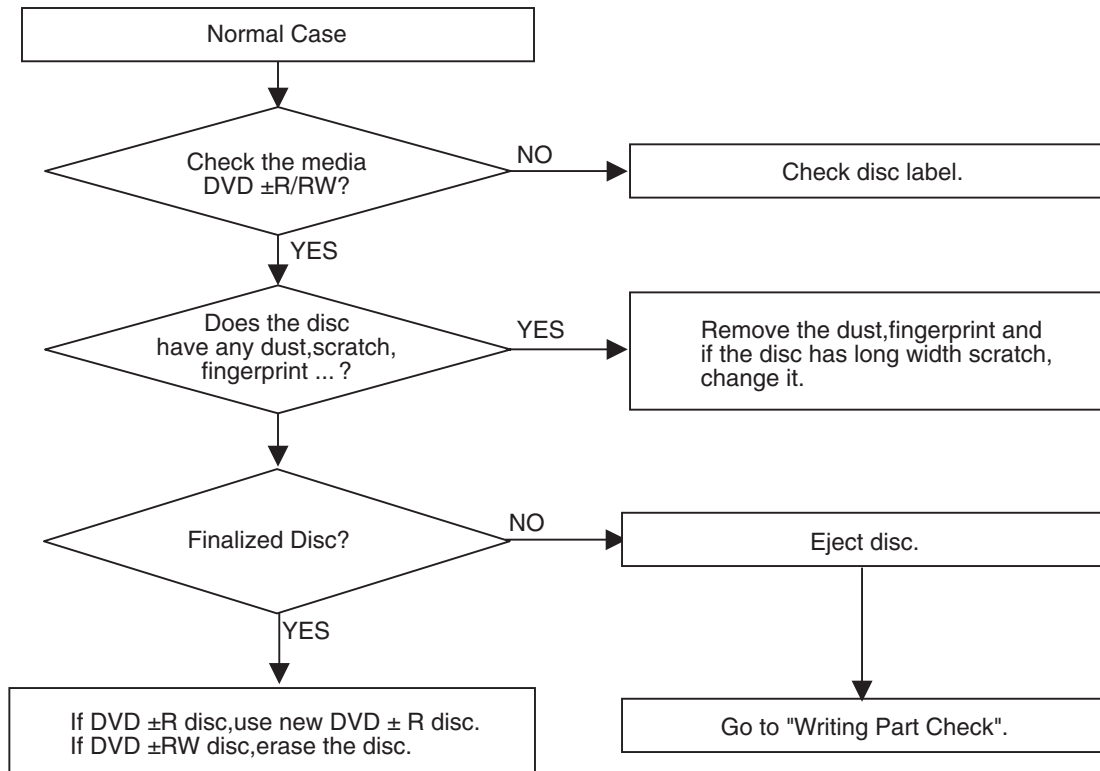 Normal Case
Check the media
DVD ±R/RW?
NO
Check disc label.
YES
Does the disc
have any dust,scratch,
fingerprint ... ?
YES
Remove the dust,fingerprint and
if the disc has long width scratch,
change it.
Finalized Disc?
NO
Eject disc.
YES
If DVD ±R disc,use new DVD ± R disc.
If DVD ±RW disc,erase the disc.
Go to "Writing Part Check".